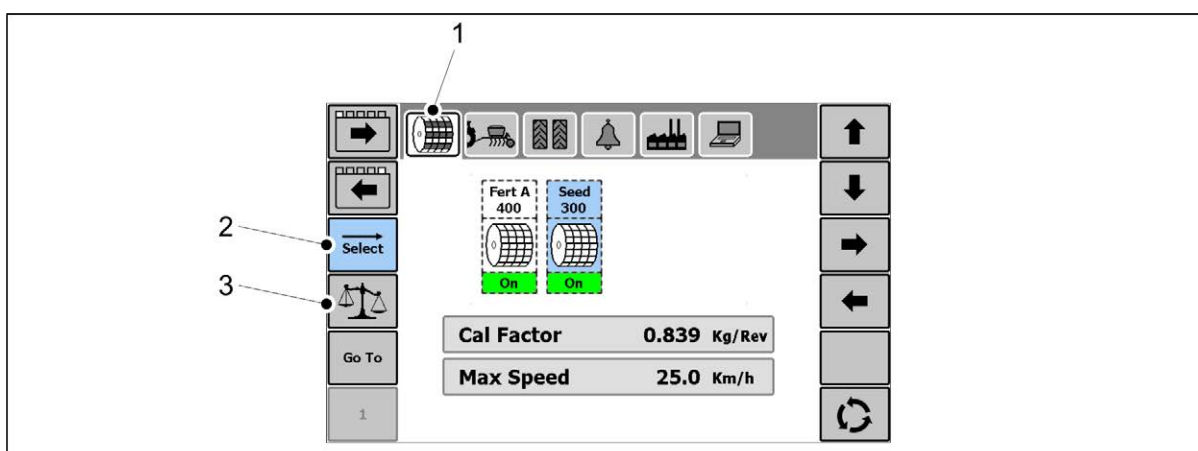 1
2
3
Select
Go To
1
Fert A
400
On
Seed
300
On
Cal Factor 0.839 Kg/Rev
Max Speed 25.0 Km/h